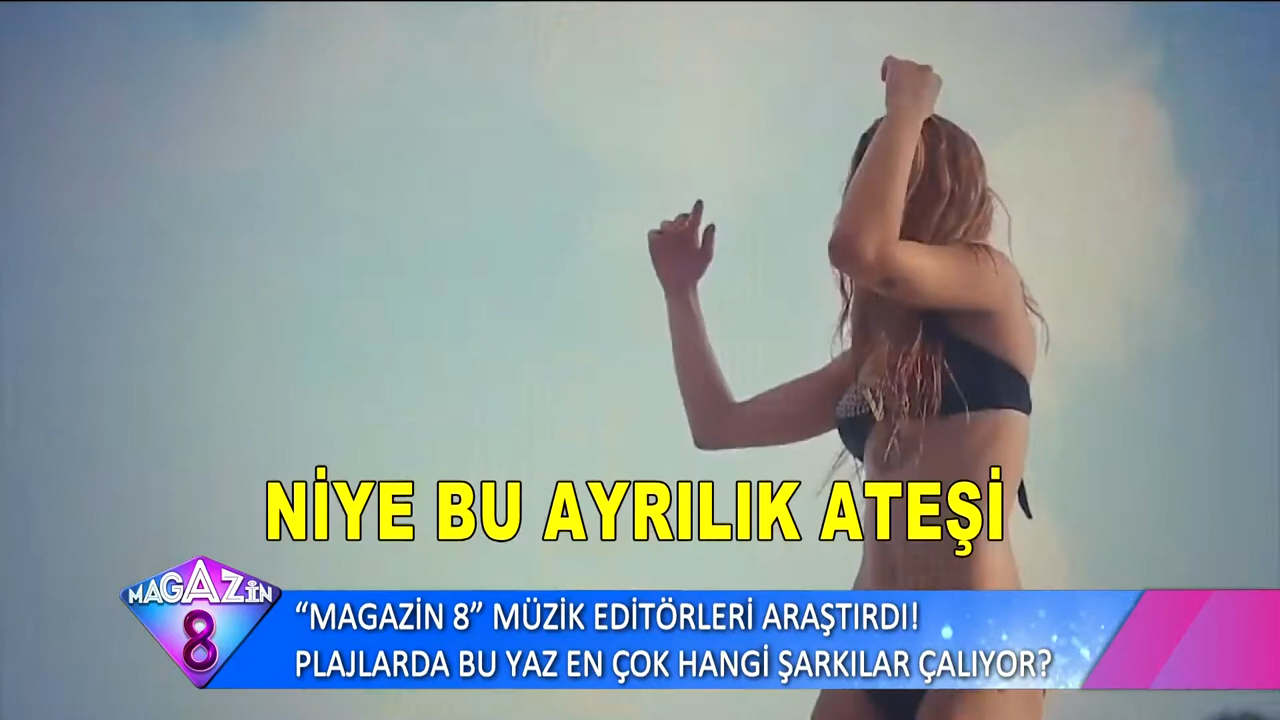 NİYE BU AYRILIK ATEŞİ
MAGAZİN
8
“MAGAZİN 8” MÜZİK EDİTÖRLERİ ARAŞTIRDI!
PLAJLARDA BU YAZ EN ÇOK HANGİ ŞARKILAR ÇALIYOR?